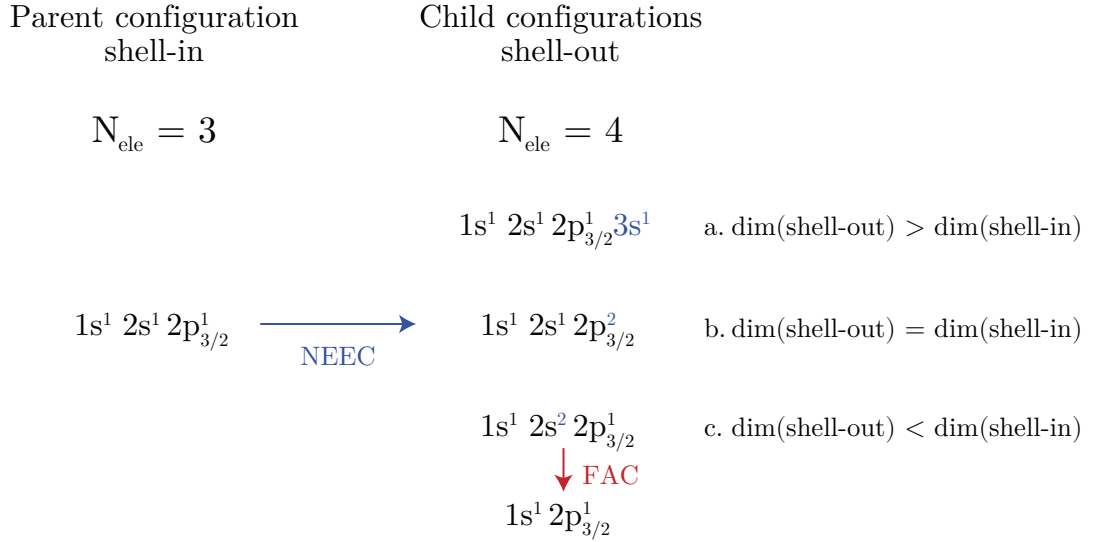 Parent configuration
shell-in
Child configurations
shell-out
N_ele = 3
N_ele = 4
1s¹ 2s¹ 2p¹_3/2 3s¹
a. dim(shell-out) > dim(shell-in)
1s¹ 2s¹ 2p¹_3/2
NEEC
1s¹ 2s¹ 2p²_3/2
b. dim(shell-out) = dim(shell-in)
1s¹ 2s² 2p¹_3/2
c. dim(shell-out) < dim(shell-in)
FAC
1s¹ 2p¹_3/2